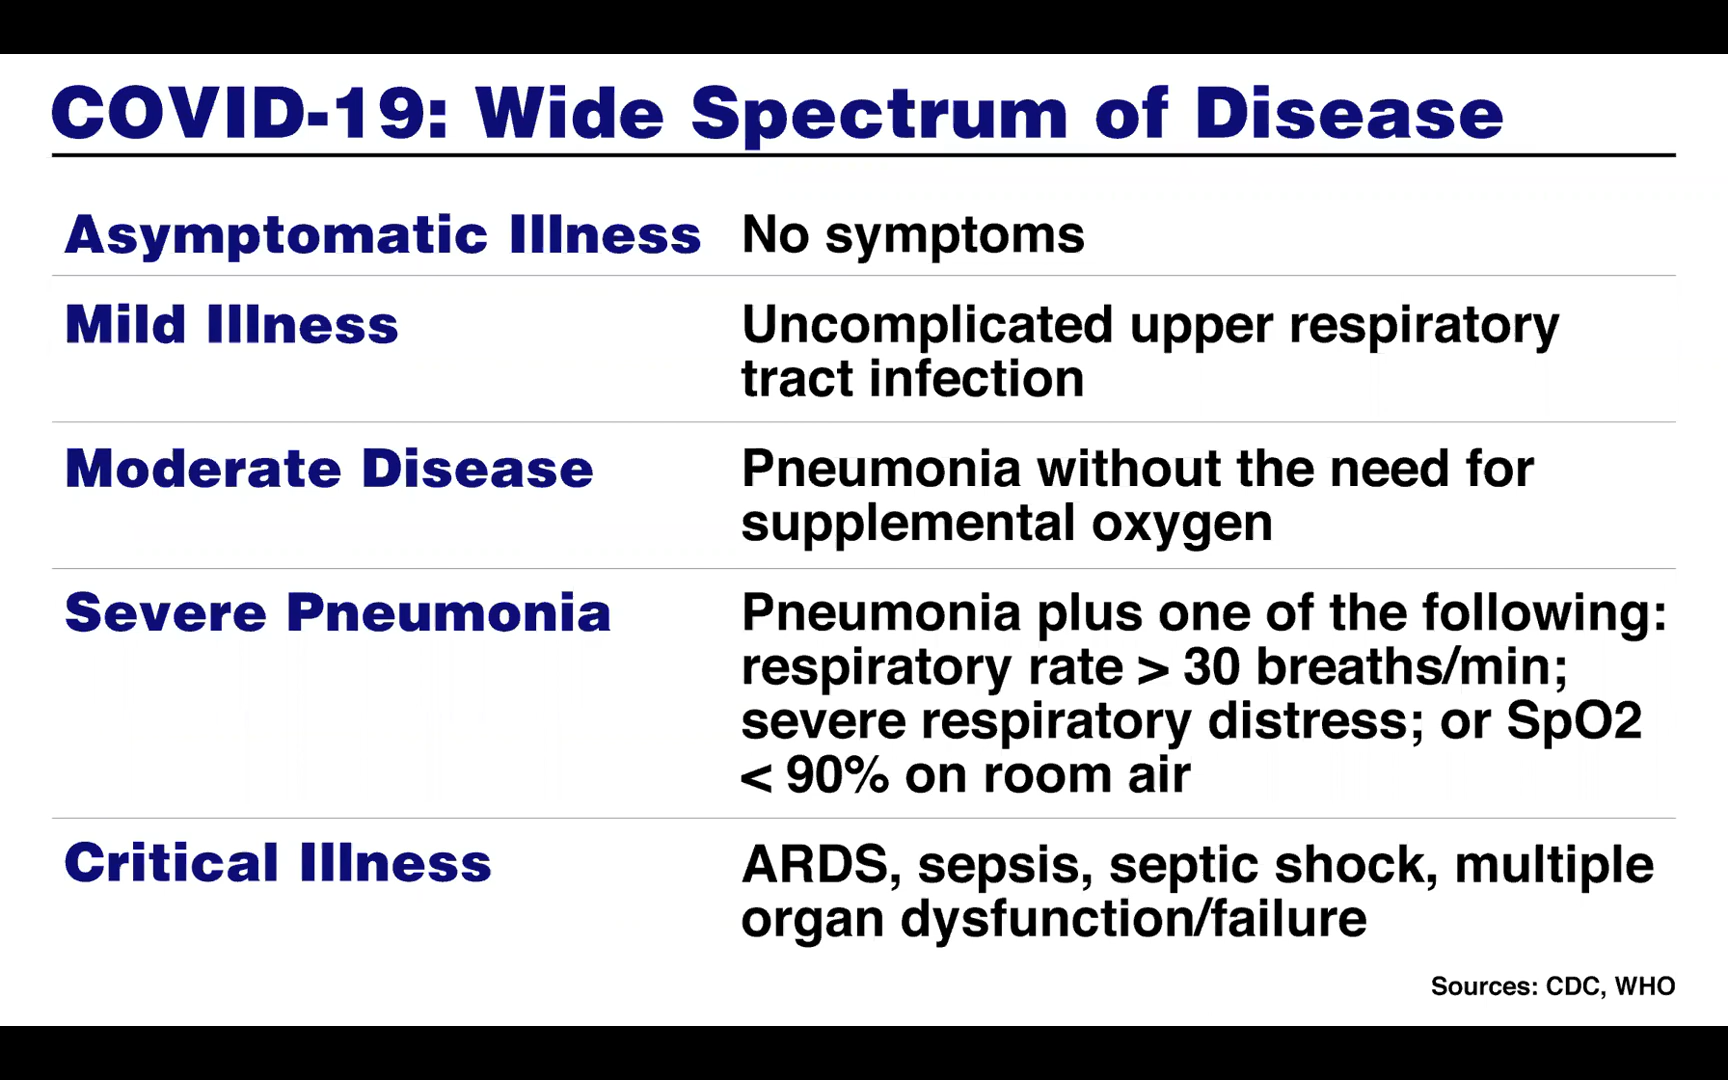 COVID-19: Wide Spectrum of Disease
Asymptomatic Illness No symptoms
Mild Illness Uncomplicated upper respiratory
tract infection
Moderate Disease Pneumonia without the need for
supplemental oxygen
Severe Pneumonia Pneumonia plus one of the following:
respiratory rate > 30 breaths/min;
severe respiratory distress; or SpO2
< 90% on room air
Critical Illness ARDS, sepsis, septic shock, multiple
organ dysfunction/failure
Sources: CDC, WHO